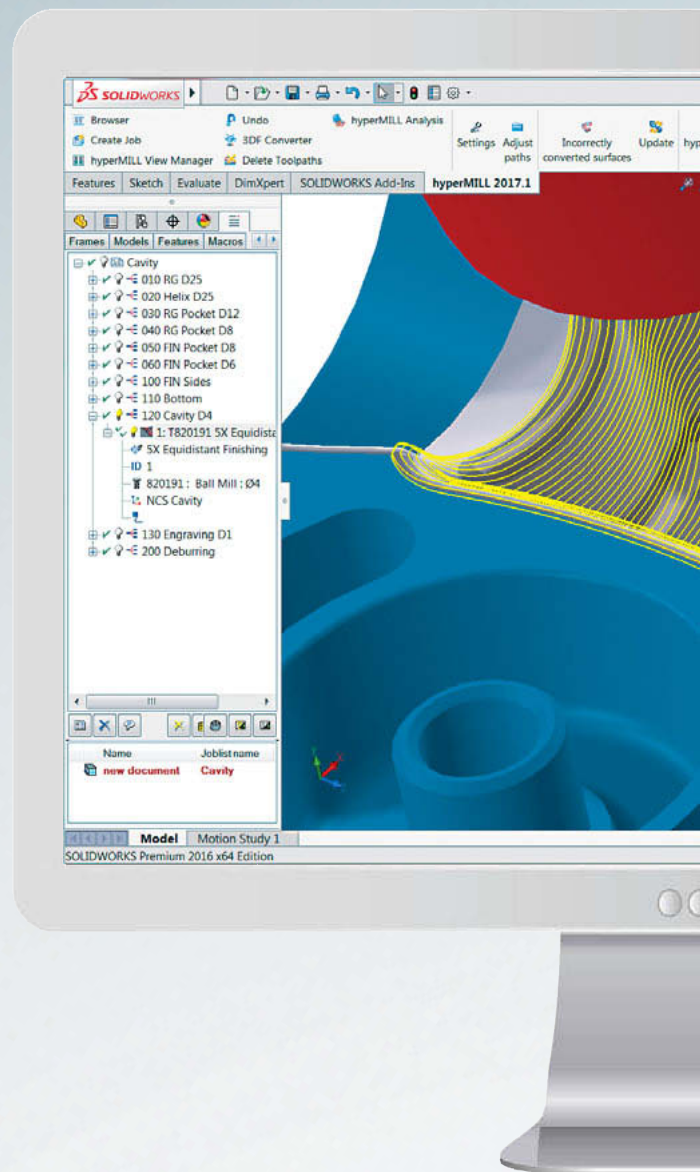 SOLIDWORKS
Browser Undo hyperMILL Analysis
Create Job 3DF Converter
hyperMILL View Manager Delete Toolpaths
Settings Adjust paths Incorrectly converted surfaces Update
Features Sketch Evaluate DimXpert SOLIDWORKS Add-Ins hyperMILL 2017.1
Frames Models Features Macros
Cavity
010 RG D25
020 Helix D25
030 RG Pocket D12
040 RG Pocket D8
050 FIN Pocket D8
060 FIN Pocket D6
100 FIN Sides
110 Bottom
120 Cavity D4
1: T820191 5X Equidista
5X Equidistant Finishing
ID 1
820191 : Ball Mill : Ø4
NCS Cavity
130 Engraving D1
200 Deburring
Name Joblist name
new document Cavity
Model Motion Study 1
SOLIDWORKS Premium 2016 x64 Edition